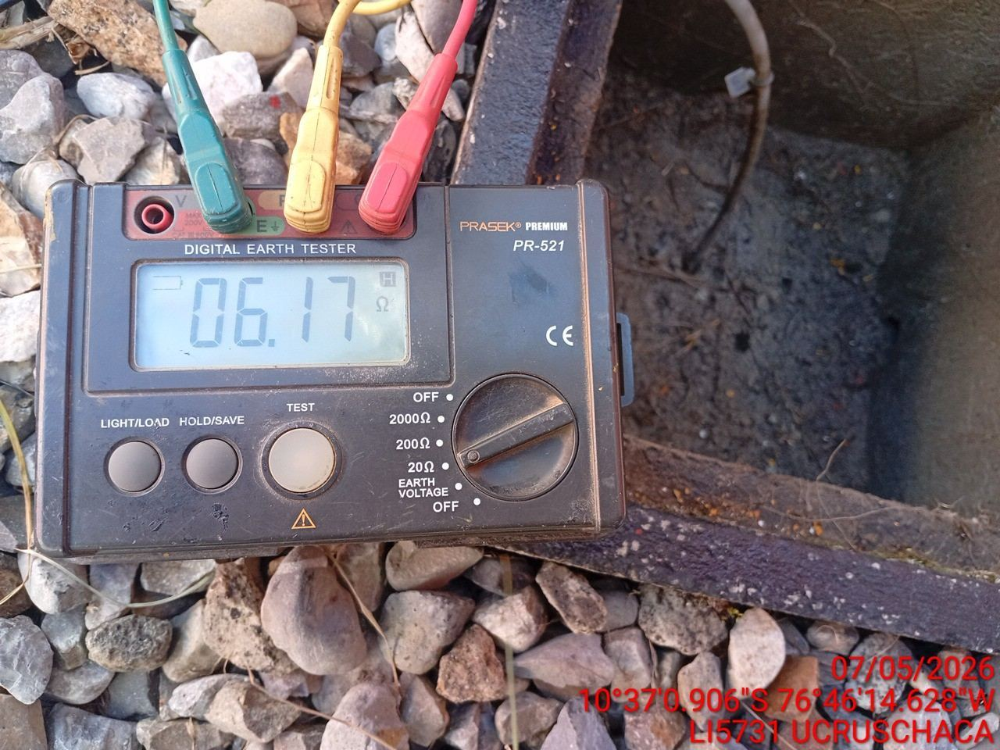 V
E
DIGITAL EARTH TESTER
PRASEK® PREMIUM
PR-521
06.17
H
Ω
CE
LIGHT/LOAD
HOLD/SAVE
TEST
OFF
2000Ω
200Ω
20Ω
EARTH
VOLTAGE
OFF
07/05/2026
10°37'0.906"S 76°46'14.628"W
LI5731 UCRUSCHACA